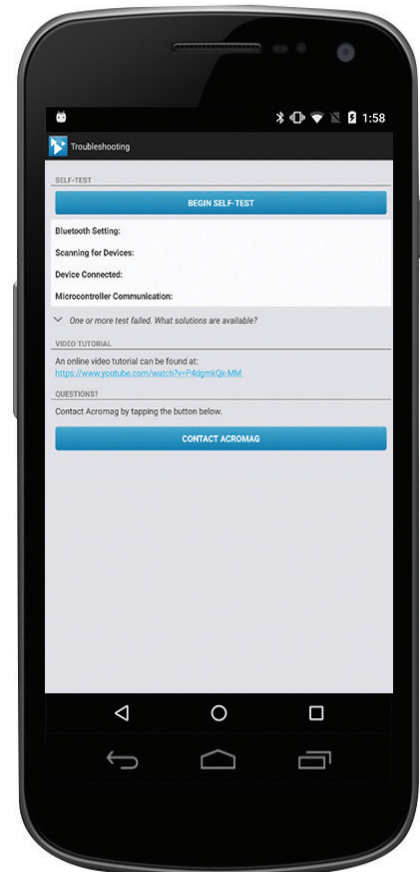 1:58
Troubleshooting
SELF-TEST
BEGIN SELF-TEST
Bluetooth Setting:
Scanning for Devices:
Device Connected:
Microcontroller Communication:
One or more test failed. What solutions are available?
VIDEO TUTORIAL
An online video tutorial can be found at:
https://www.youtube.com/watch?v=P4dgmkQk-MM
QUESTIONS?
Contact Acromag by tapping the button below.
CONTACT ACROMAG